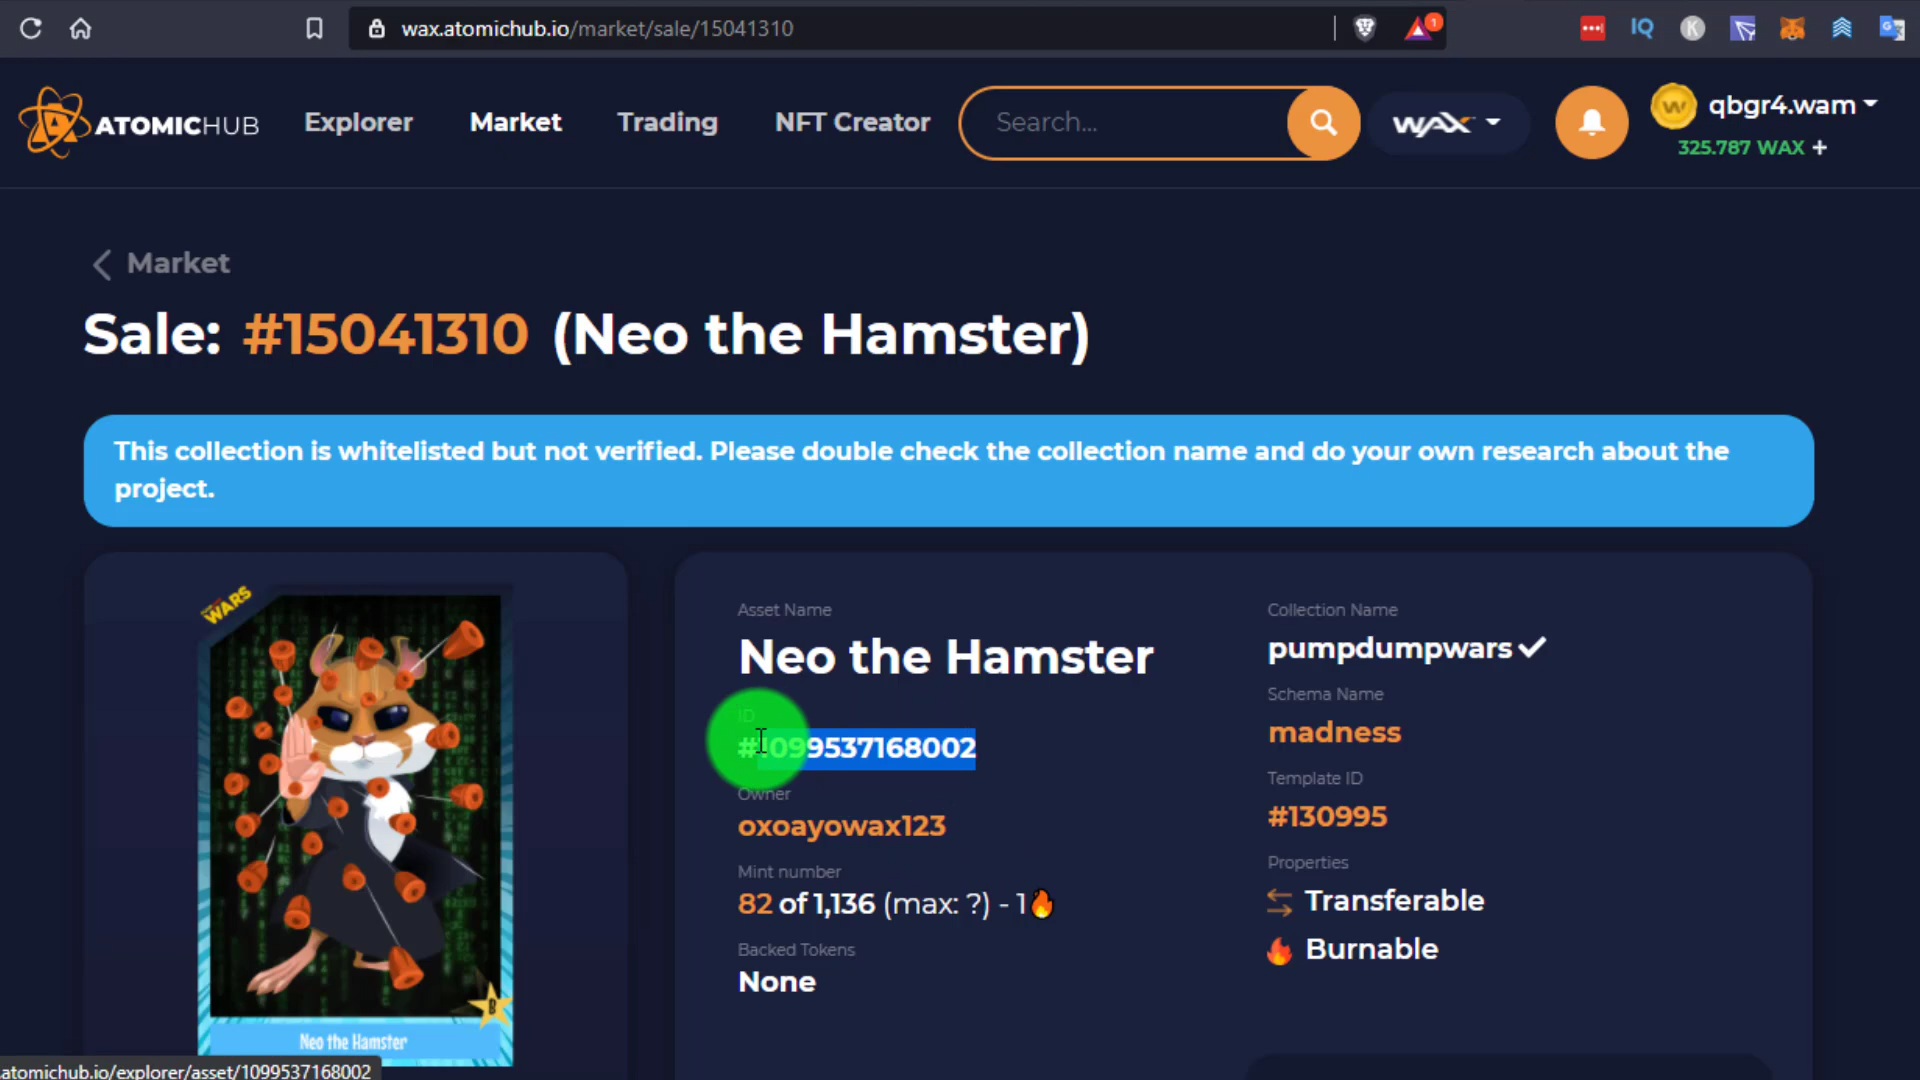 wax.atomichub.io/market/sale/15041310
1
IQ
K
ATOMICHUB
Explorer
Market
Trading
NFT Creator
Search...
WAX
W
qbgr4.wam
325.787 WAX +
Market
Sale: #15041310 (Neo the Hamster)
This collection is whitelisted but not verified. Please double check the collection name and do your own research about the
project.
WARS
B
Neo the Hamster
Asset Name
Neo the Hamster
ID
#1099537168002
Owner
oxoayowax123
Mint number
82 of 1,136 (max: ?) - 1
Backed Tokens
None
Collection Name
pumpdumpwars
Schema Name
madness
Template ID
#130995
Properties
Transferable
Burnable
.atomichub.io/explorer/asset/1099537168002